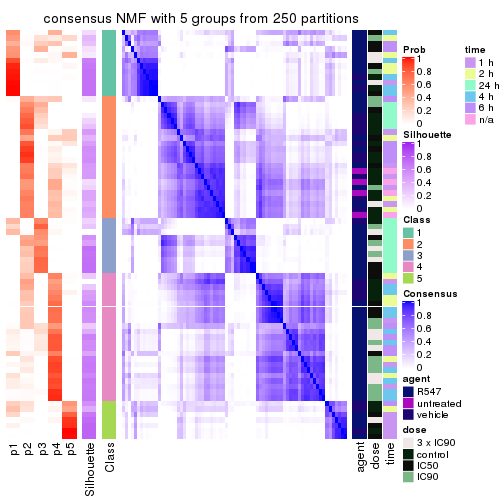 consensus NMF with 5 groups from 250 partitions
p1
p2
p3
p4
p5
Silhouette
Class
agent
dose
time
Prob
1
0.8
0.6
0.4
0.2
0
Silhouette
1
0.8
0.6
0.4
0.2
0
Class
1
2
3
4
5
Consensus
1
0.8
0.6
0.4
0.2
0
agent
R547
untreated
vehicle
dose
3 x IC90
control
IC50
IC90
time
1 h
2 h
24 h
4 h
6 h
n/a